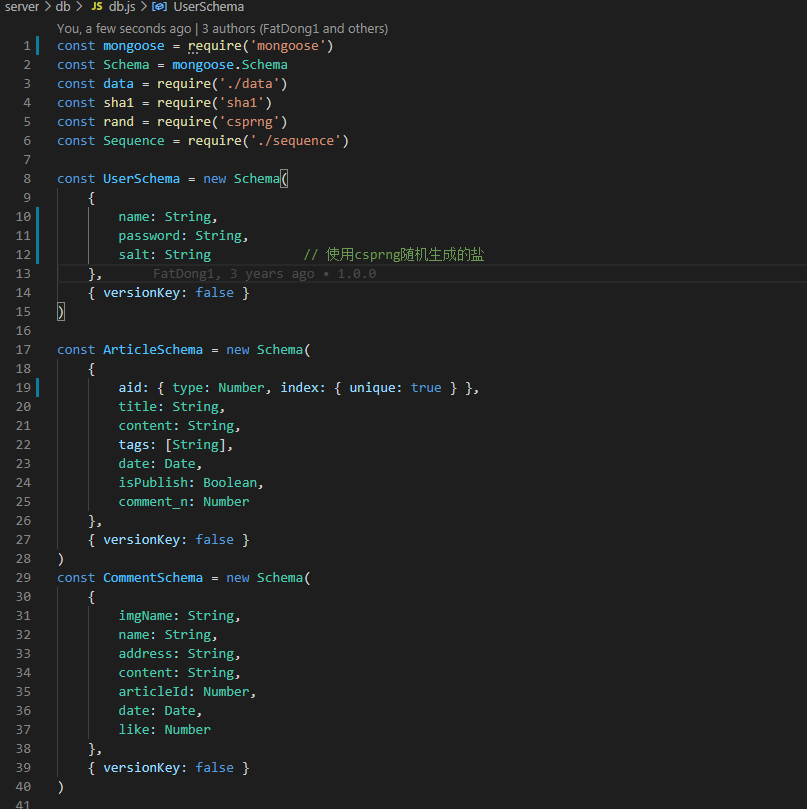 server > db > JS db.js > UserSchema
You, a few seconds ago | 3 authors (FatDong1 and others)
1 const mongoose = require('mongoose')
2 const Schema = mongoose.Schema
3 const data = require('./data')
4 const sha1 = require('sha1')
5 const rand = require('csprng')
6 const Sequence = require('./sequence')
7
8 const UserSchema = new Schema(
9 {
10 name: String,
11 password: String,
12 salt: String // 使用csprng随机生成的盐
13 }, FatDong1, 3 years ago • 1.0.0
14 { versionKey: false }
15 )
16
17 const ArticleSchema = new Schema(
18 {
19 aid: { type: Number, index: { unique: true } },
20 title: String,
21 content: String,
22 tags: [String],
23 date: Date,
24 isPublish: Boolean,
25 comment_n: Number
26 },
27 { versionKey: false }
28 )
29 const CommentSchema = new Schema(
30 {
31 imgName: String,
32 name: String,
33 address: String,
34 content: String,
35 articleId: Number,
36 date: Date,
37 like: Number
38 },
39 { versionKey: false }
40 )
41